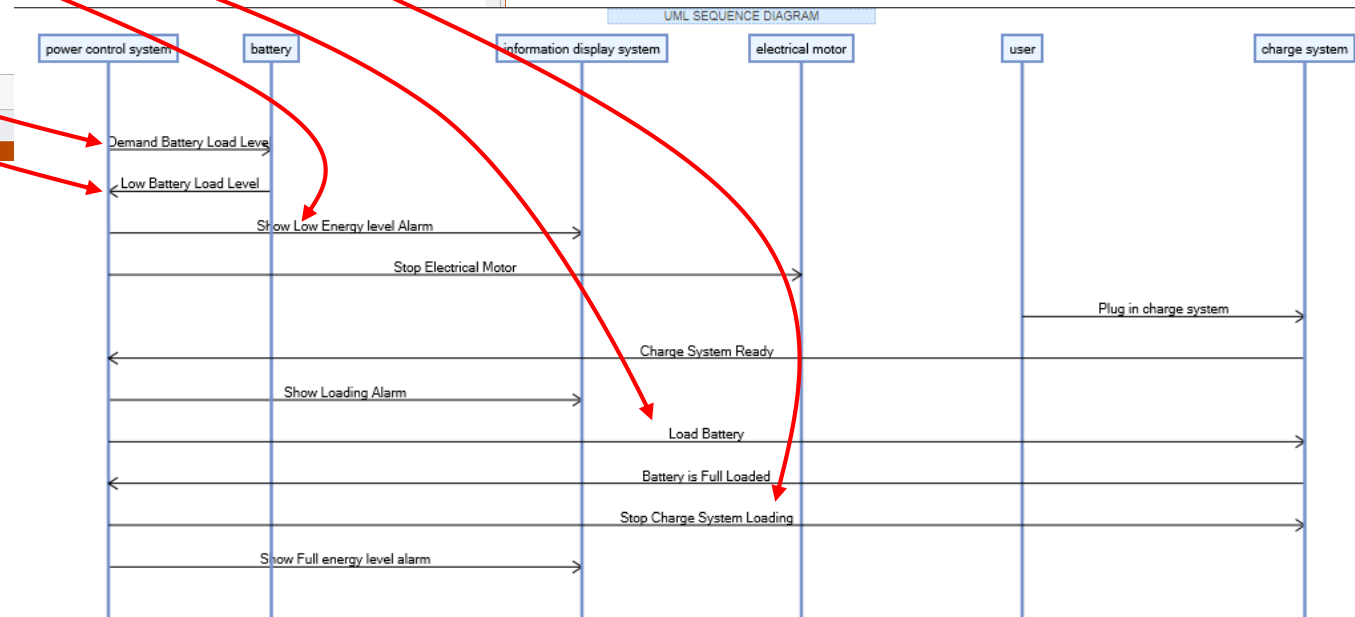 UML SEQUENCE DIAGRAM
power control system
battery
information display system
electrical motor
user
charge system
Demand Battery Load Level
Low Battery Load Level
Show Low Energy level Alarm
Stop Electrical Motor
Plug in charge system
Charge System Ready
Show Loading Alarm
Load Battery
Battery is Full Loaded
Stop Charge System Loading
Show Full energy level alarm